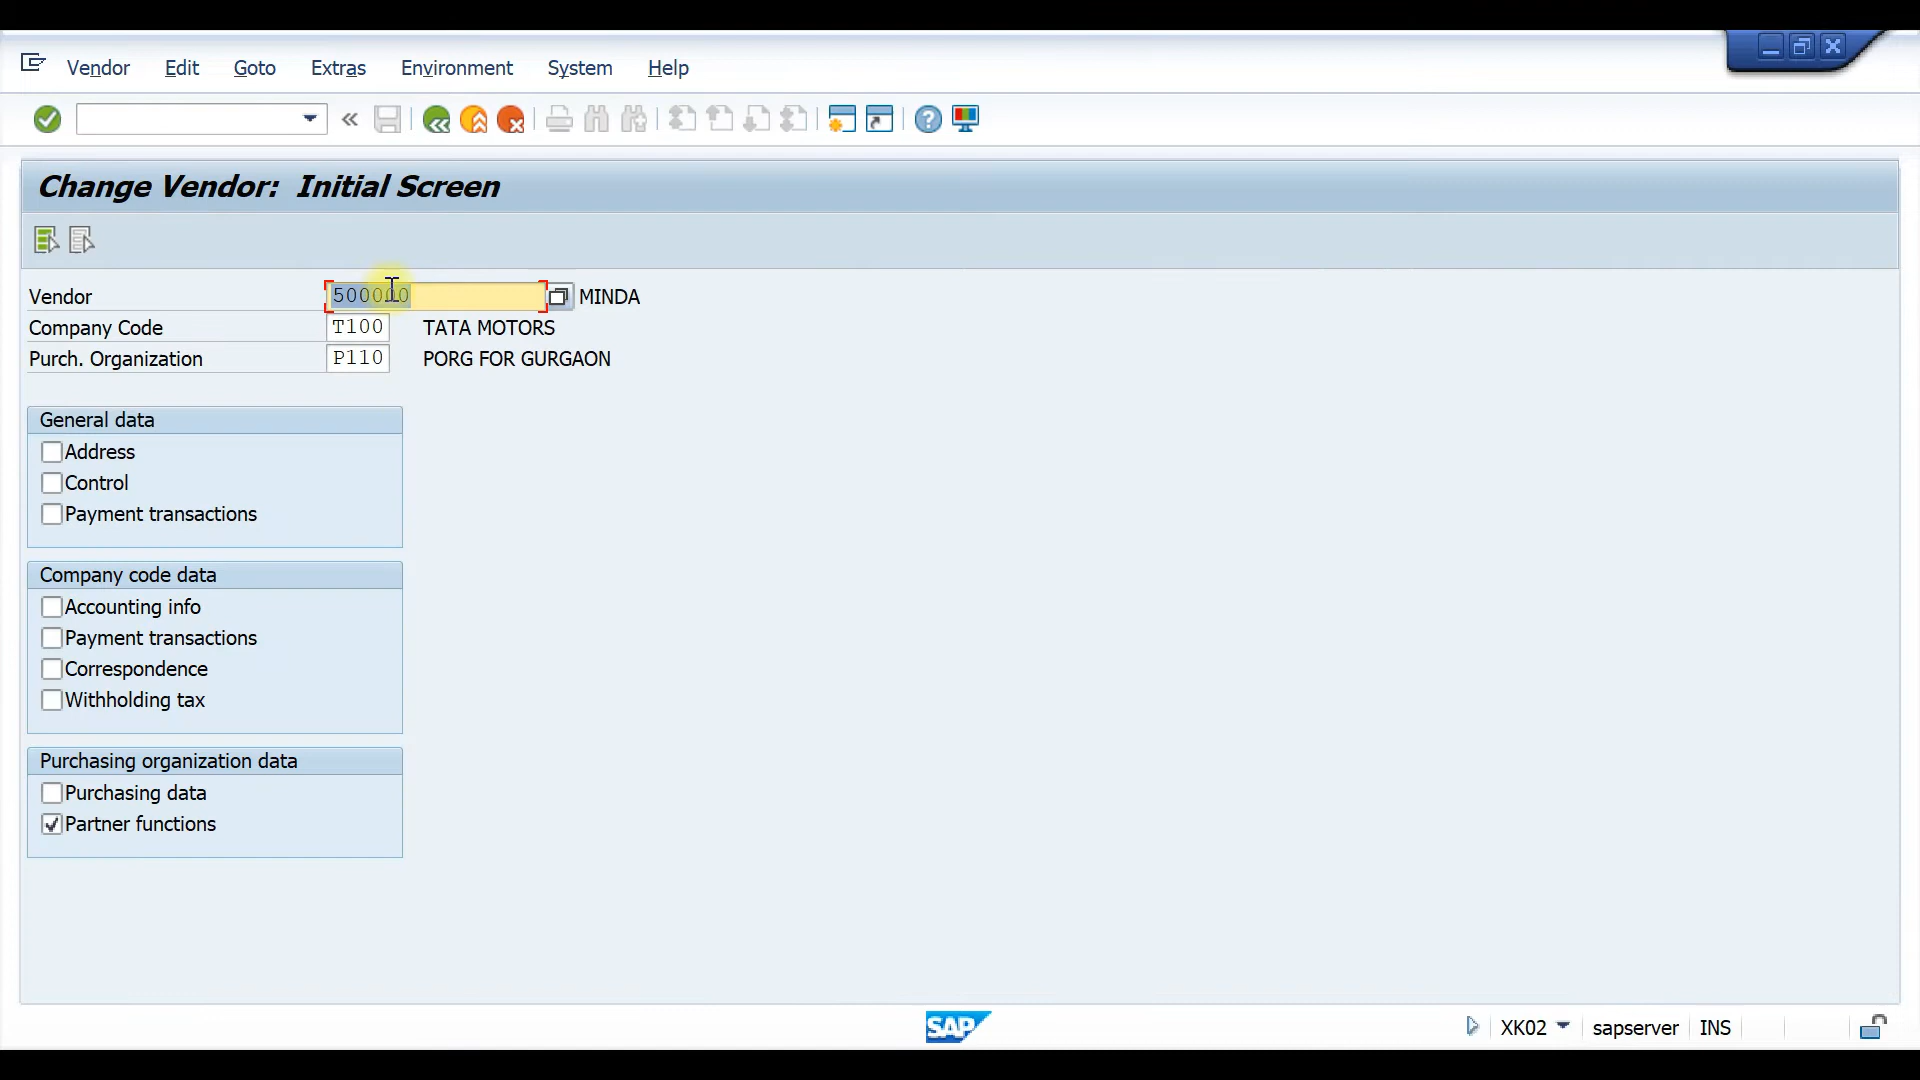 Vendor Edit Goto Extras Environment System Help
Change Vendor: Initial Screen
Vendor 500000 MINDA
Company Code T100 TATA MOTORS
Purch. Organization P110 PORG FOR GURGAON
General data
Address
Control
Payment transactions
Company code data
Accounting info
Payment transactions
Correspondence
Withholding tax
Purchasing organization data
Purchasing data
Partner functions
SAP XK02 sapserver INS